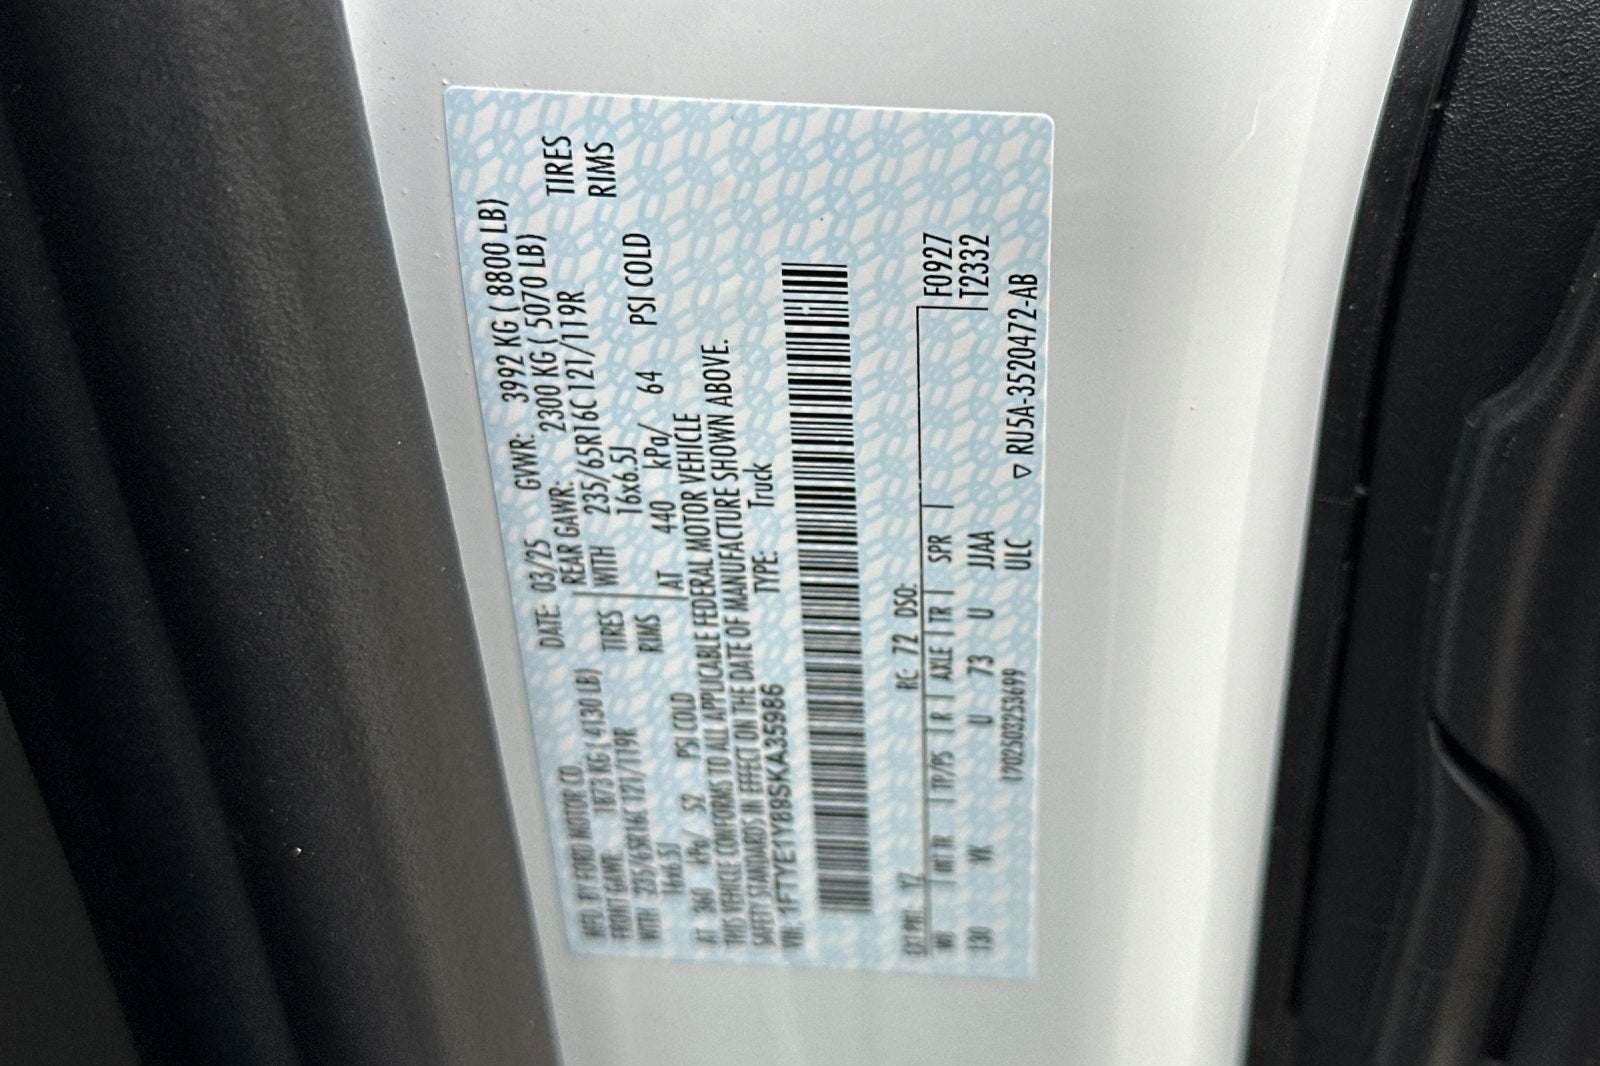 MFD. BY FORD MOTOR CO.
DATE: 03/25 GVWR: 3992 KG ( 8800 LB)
FRONT GAWR: 1873 KG ( 4130 LB) REAR GAWR: 2300 KG ( 5070 LB)
WITH 235/65R16C 121/119R TIRES WITH 235/65R16C 121/119R TIRES
16x6.5J RIMS 16x6.5J RIMS
AT 360 kPa/ 52 PSI COLD AT 440 kPa/ 64 PSI COLD
THIS VEHICLE CONFORMS TO ALL APPLICABLE FEDERAL MOTOR VEHICLE
SAFETY STANDARDS IN EFFECT ON THE DATE OF MANUFACTURE SHOWN ABOVE.
VIN: 1FTYE1Y89SKA35986 TYPE: Truck
EXT PNT: YZ RC: 72 DSO: F0927
WB INT TR TP/PS R AXLE TR SPR T2332
130 VK U 73 U JJAA
ULC ▽ RU5A-3520472-AB